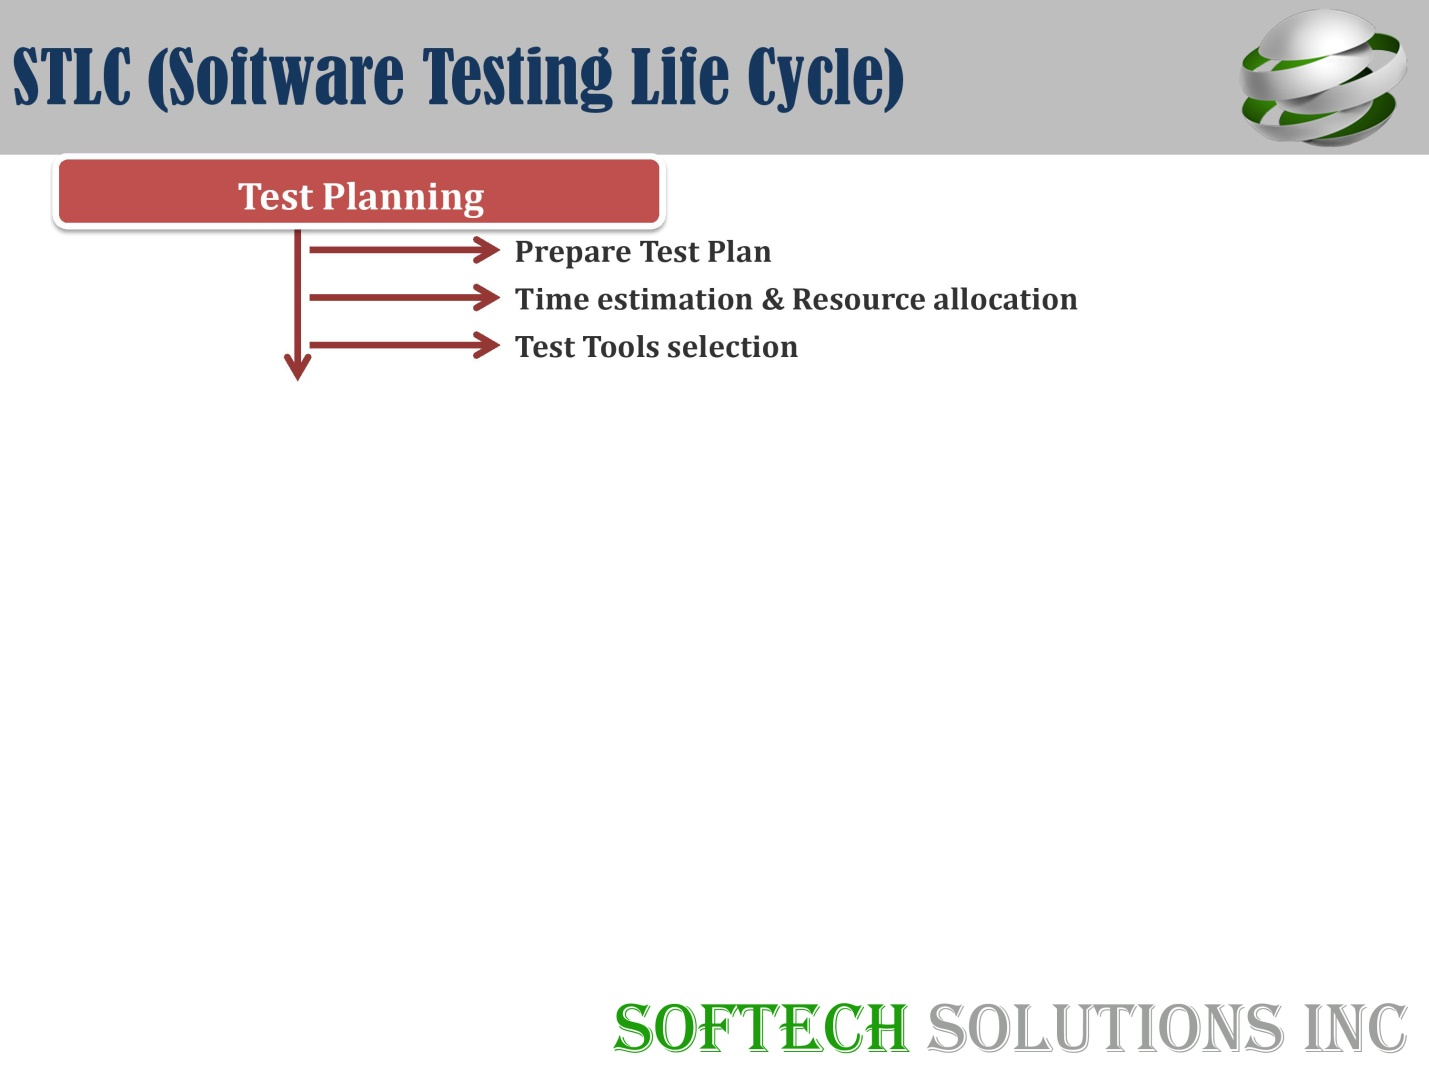 STLC (Software Testing Life Cycle)
Test Planning
Prepare Test Plan
Time estimation & Resource allocation
Test Tools selection
SOFTECH SOLUTIONS INC